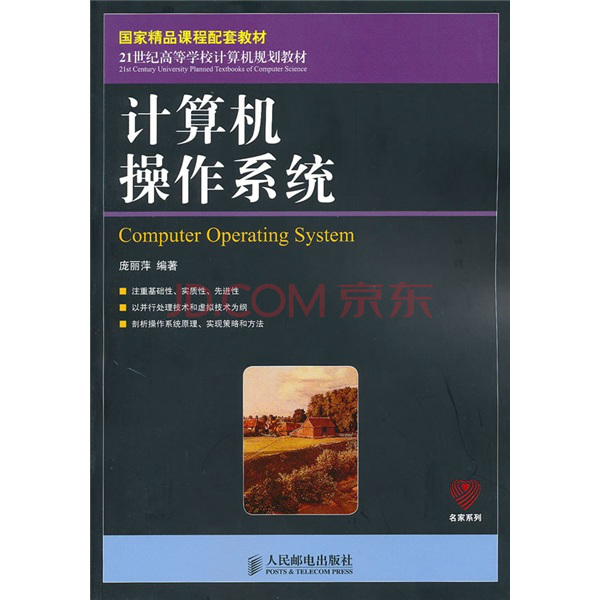 国家精品课程配套教材
21世纪高等学校计算机规划教材
21st Century University Planned Textbooks of Computer Science
计算机
操作系统
Computer Operating System
庞丽萍 编著
■ 注重基础性、实质性、先进性
■ 以并行处理技术和虚拟技术为纲
■ 剖析操作系统原理、实现策略和方法
JD.COM 京东
名家系列
人民邮电出版社
POSTS & TELECOM PRESS